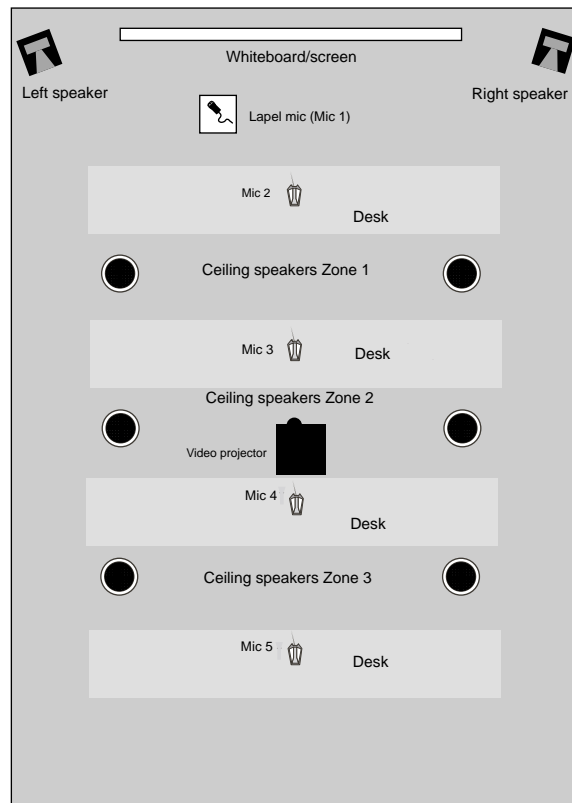 Whiteboard/screen
Left speaker
Right speaker
Lapel mic (Mic 1)
Mic 2
Desk
Ceiling speakers Zone 1
Mic 3
Desk
Ceiling speakers Zone 2
Video projector
Mic 4
Desk
Ceiling speakers Zone 3
Mic 5
Desk